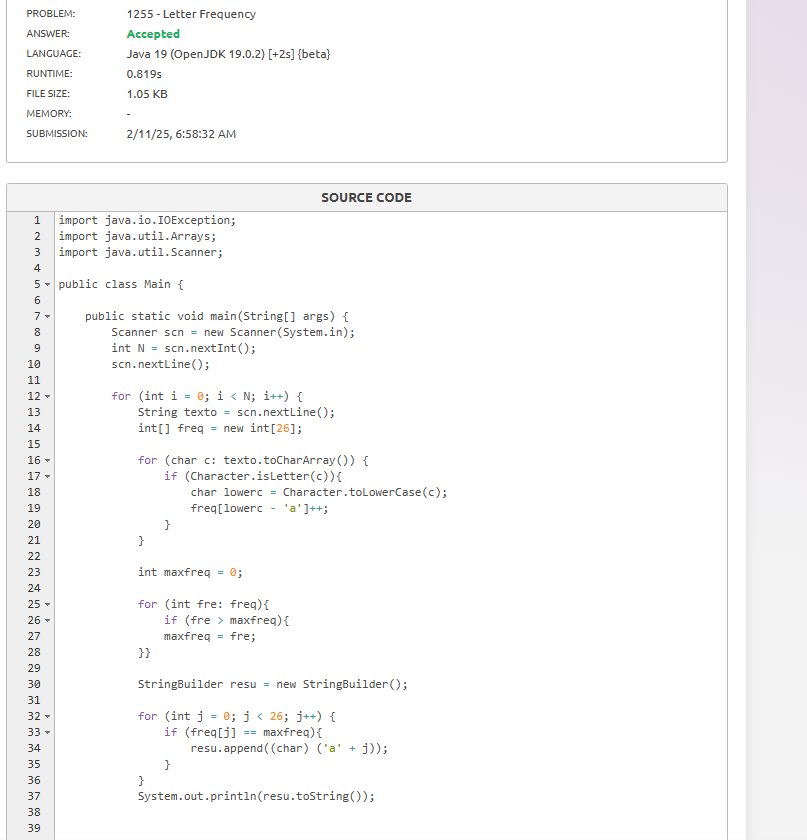 PROBLEM: 1255 - Letter Frequency
ANSWER: Accepted
LANGUAGE: Java 19 (OpenJDK 19.0.2) [+2s] {beta}
RUNTIME: 0.819s
FILE SIZE: 1.05 KB
MEMORY: -
SUBMISSION: 2/11/25, 6:58:32 AM
SOURCE CODE
1 import java.io.IOException;
2 import java.util.Arrays;
3 import java.util.Scanner;
4
5 public class Main {
6
7     public static void main(String[] args) {
8         Scanner scn = new Scanner(System.in);
9         int N = scn.nextInt();
10         scn.nextLine();
11
12         for (int i = 0; i < N; i++) {
13             String texto = scn.nextLine();
14             int[] freq = new int[26];
15
16             for (char c: texto.toCharArray()) {
17                 if (Character.isLetter(c)){
18                     char lowerc = Character.toLowerCase(c);
19                     freq[lowerc - 'a']++;
20                 }
21             }
22
23             int maxfreq = 0;
24
25             for (int fre: freq){
26                 if (fre > maxfreq){
27                 maxfreq = fre;
28             }}
29
30             StringBuilder resu = new StringBuilder();
31
32             for (int j = 0; j < 26; j++) {
33                 if (freq[j] == maxfreq){
34                     resu.append((char) ('a' + j));
35                 }
36             }
37             System.out.println(resu.toString());
38
39